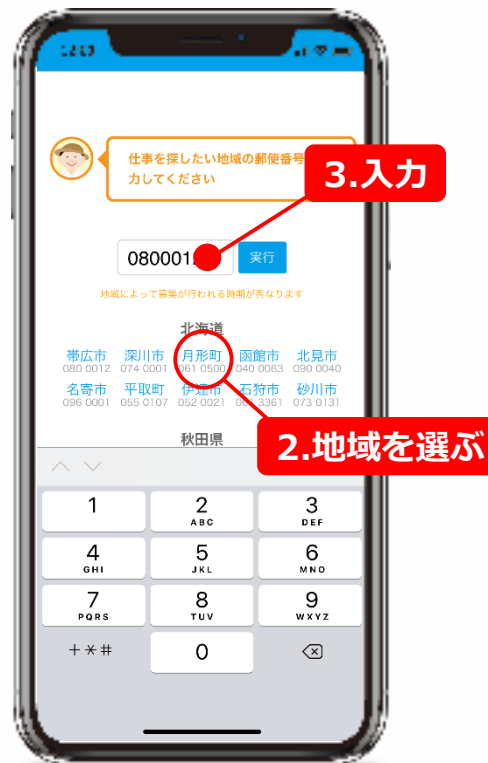 12:03
仕事を探したい地域の郵便番号
力してください
3.入力
080001
実行
地域によって募集が行われる時期が異なります
北海道
帯広市 深川市 月形町 函館市 北見市
080 0012 074 0001 061 0500 040 0063 090 0040
名寄市 平取町 伊達市 石狩市 砂川市
096 0001 055 0107 052 0021 061 3361 073 0131
秋田県
2.地域を選ぶ
1 2 3
ABC DEF
4 5 6
GHI JKL MNO
7 8 9
PQRS TUV WXYZ
+*# 0